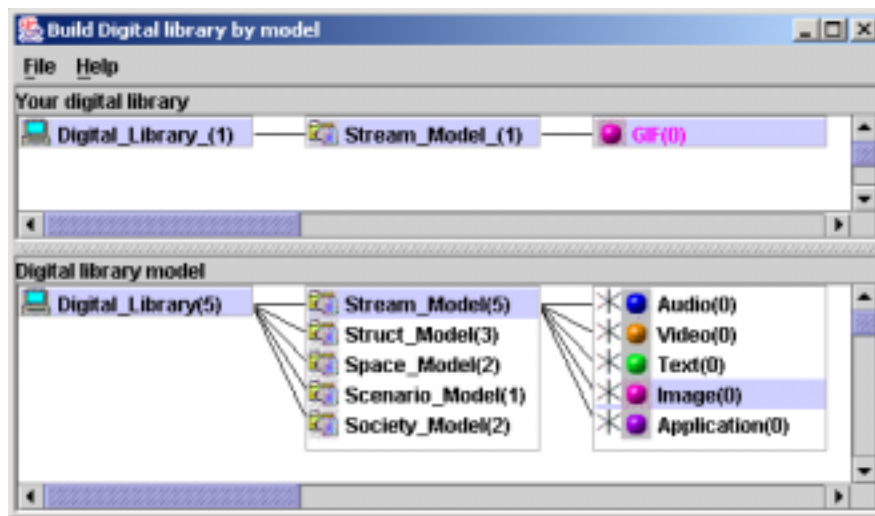 Build Digital library by model
File Help
Your digital library
Digital_Library_(1) Stream_Model_(1) GIF(0)
Digital library model
Digital_Library(5) Stream_Model(5) Audio(0)
Struct_Model(3) Video(0)
Space_Model(2) Text(0)
Scenario_Model(1) Image(0)
Society_Model(2) Application(0)